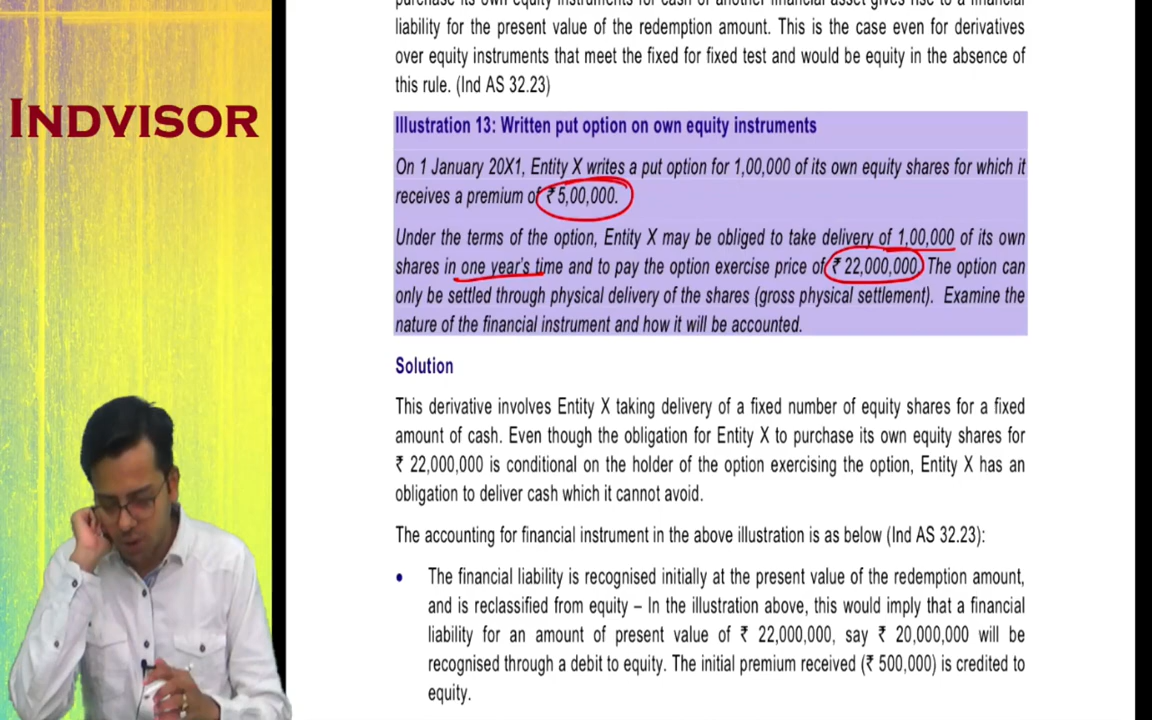 purchase its own equity instruments for cash or another financial asset gives rise to a financial
liability for the present value of the redemption amount. This is the case even for derivatives
over equity instruments that meet the fixed for fixed test and would be equity in the absence of
this rule. (Ind AS 32.23)
INDVISOR
Illustration 13: Written put option on own equity instruments
On 1 January 20X1, Entity X writes a put option for 1,00,000 of its own equity shares for which it
receives a premium of ₹ 5,00,000.
Under the terms of the option, Entity X may be obliged to take delivery of 1,00,000 of its own
shares in one year's time and to pay the option exercise price of ₹ 22,000,000. The option can
only be settled through physical delivery of the shares (gross physical settlement). Examine the
nature of the financial instrument and how it will be accounted.
Solution
This derivative involves Entity X taking delivery of a fixed number of equity shares for a fixed
amount of cash. Even though the obligation for Entity X to purchase its own equity shares for
₹ 22,000,000 is conditional on the holder of the option exercising the option, Entity X has an
obligation to deliver cash which it cannot avoid.
The accounting for financial instrument in the above illustration is as below (Ind AS 32.23):
• The financial liability is recognised initially at the present value of the redemption amount,
and is reclassified from equity – In the illustration above, this would imply that a financial
liability for an amount of present value of ₹ 22,000,000, say ₹ 20,000,000 will be
recognised through a debit to equity. The initial premium received (₹ 500,000) is credited to
equity.